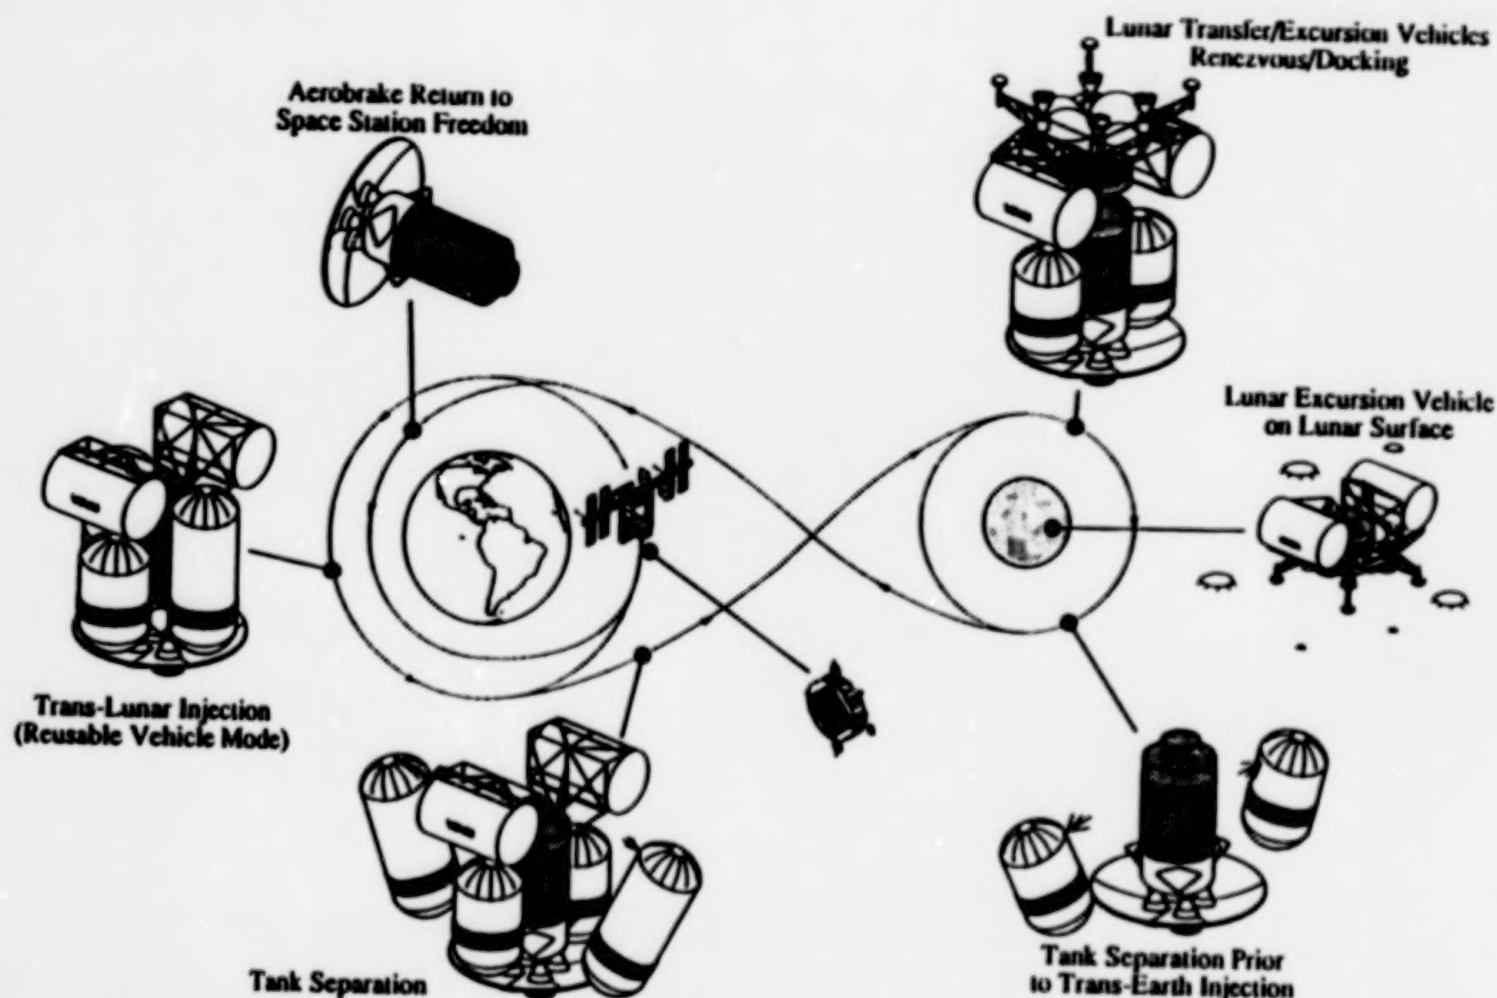 Lunar Transfer/Excursion Vehicles
Renezvous/Docking
Aerobrake Return to
Space Station Freedom
Lunar Excursion Vehicle
on Lunar Surface
Trans-Lunar Injection
(Reusable Vehicle Mode)
Tank Separation
Tank Separation Prior
to Trans-Earth Injection